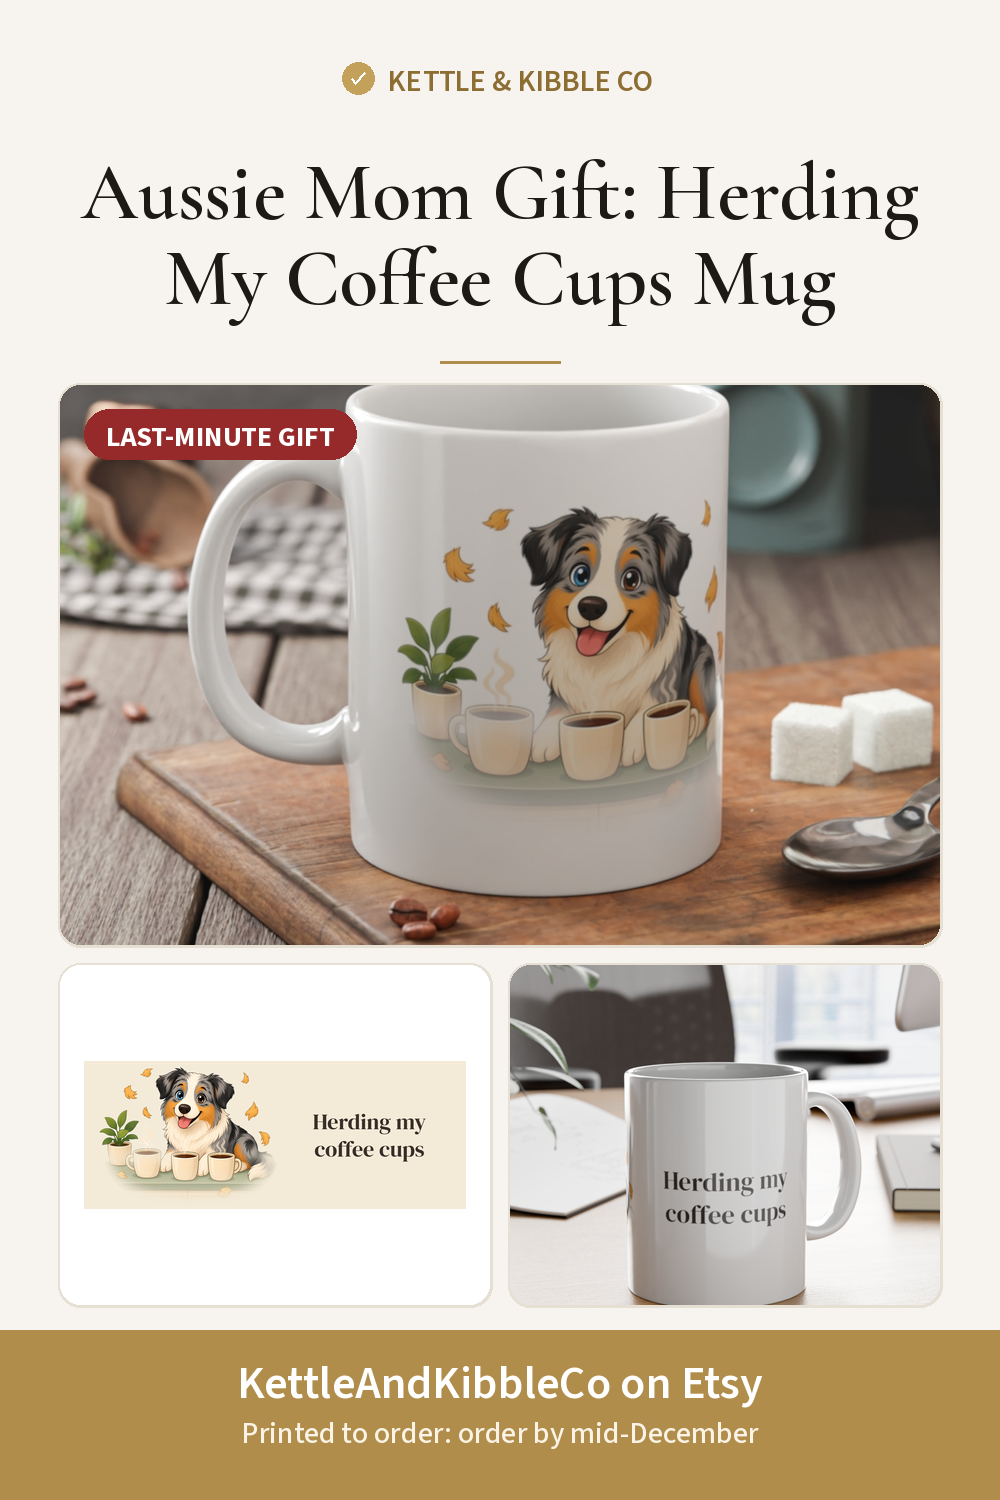 KETTLE & KIBBLE CO
Aussie Mom Gift: Herding
My Coffee Cups Mug
LAST-MINUTE GIFT
Herding my
coffee cups
Herding my
coffee cups
KettleAndKibbleCo on Etsy
Printed to order: order by mid-December